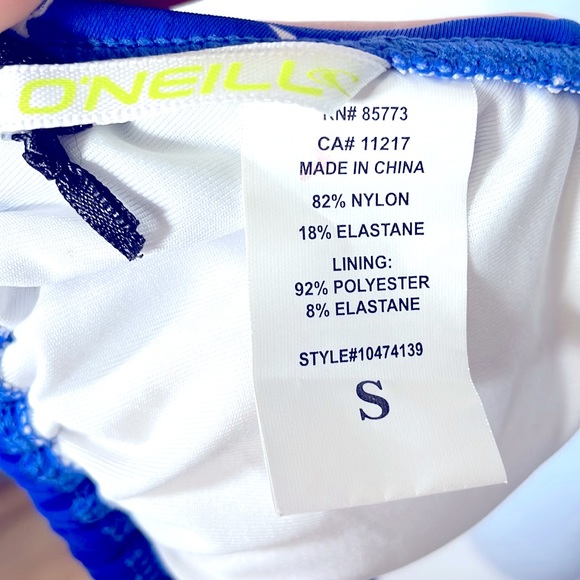 O'NEILL
RN# 85773
CA# 11217
MADE IN CHINA
82% NYLON
18% ELASTANE
LINING:
92% POLYESTER
8% ELASTANE
STYLE#10474139
S